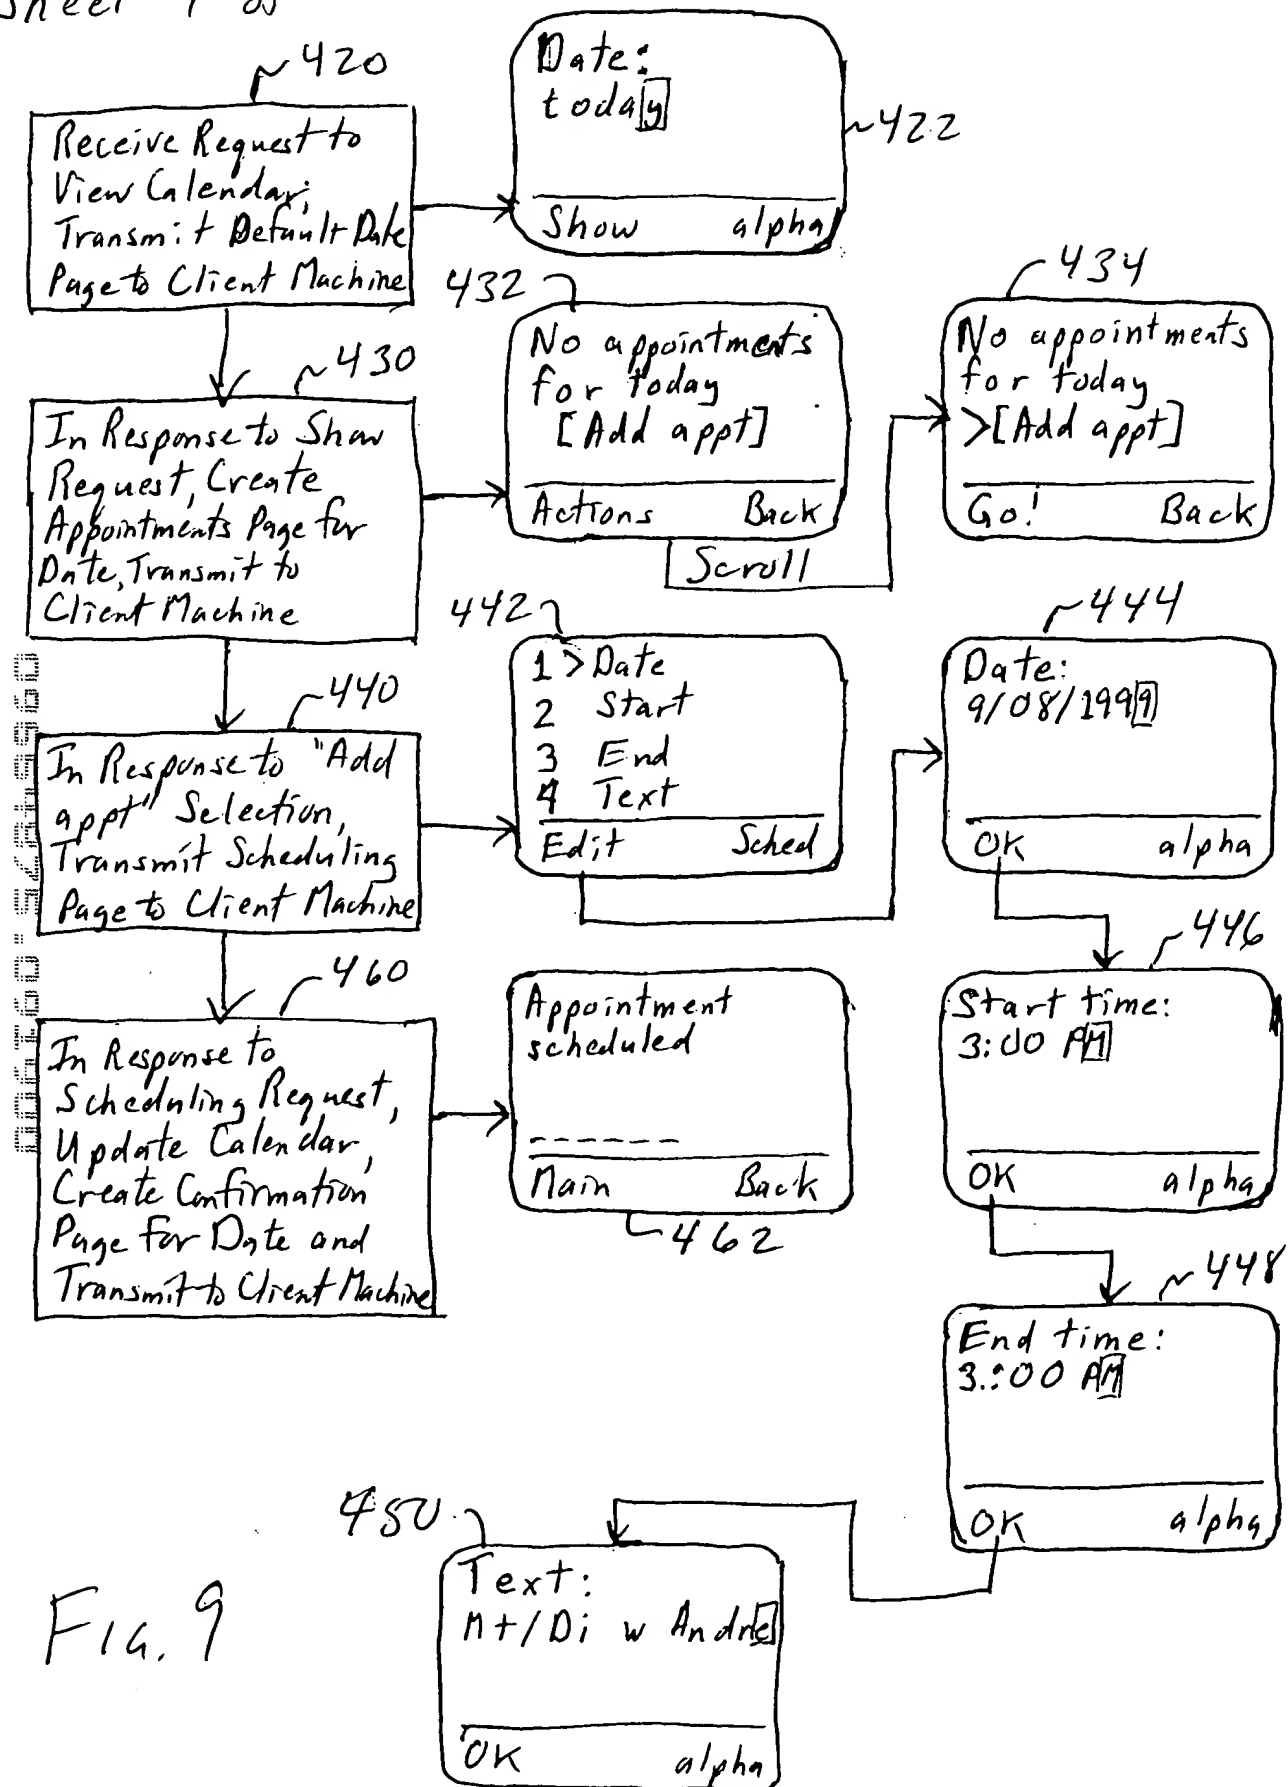 Sheet 9 of
420
Receive Request to
View Calendar;
Transmit Default Date
Page to Client Machine
Date:
today
Show alpha
422
430
In Response to Show
Request, Create
Appointments Page for
Date, Transmit to
Client Machine
432
No appointments
for today
[Add appt]
Actions Back
Scroll
434
No appointments
for today
>[Add appt]
Go! Back
440
In Response to "Add
appt" Selection,
Transmit Scheduling
Page to Client Machine
442
1 > Date
2 Start
3 End
4 Text
Edit Sched
444
Date:
9/08/1999
OK alpha
446
Start time:
3:00 PM
OK alpha
448
End time:
3:00 AM
OK alpha
450
Text:
Mt/Di w Andre
OK alpha
460
In Response to
Scheduling Request,
Update Calendar,
Create Confirmation
Page for Date and
Transmit to Client Machine
Appointment
scheduled
------
Main Back
462
Fig. 9